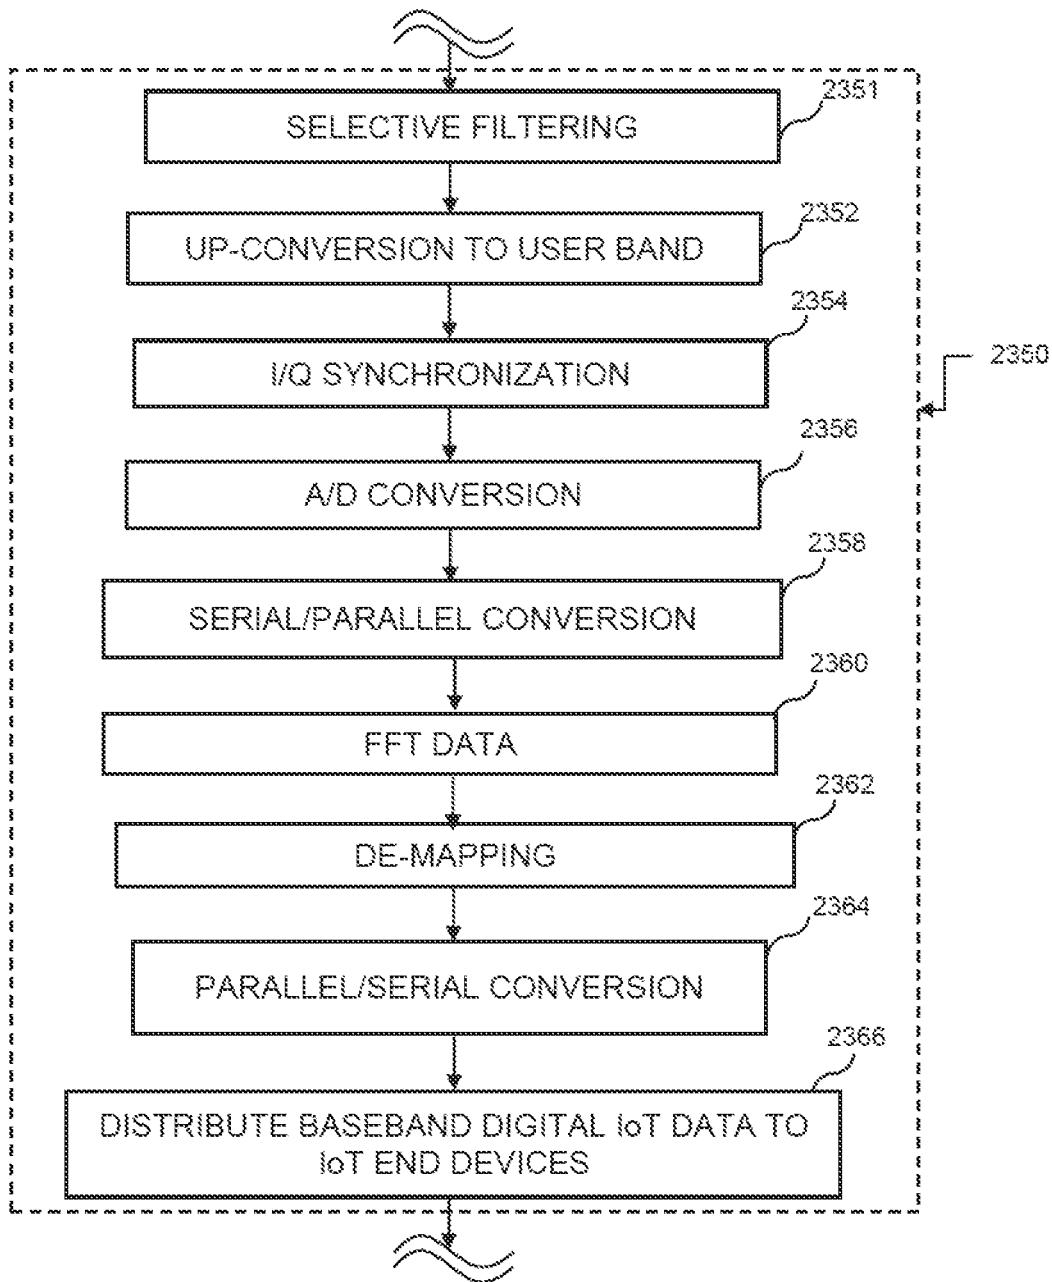 2351
SELECTIVE FILTERING
2352
UP-CONVERSION TO USER BAND
2354
I/Q SYNCHRONIZATION
2350
2356
A/D CONVERSION
2358
SERIAL/PARALLEL CONVERSION
2360
FFT DATA
2362
DE-MAPPING
2364
PARALLEL/SERIAL CONVERSION
2366
DISTRIBUTE BASEBAND DIGITAL IoT DATA TO
IoT END DEVICES